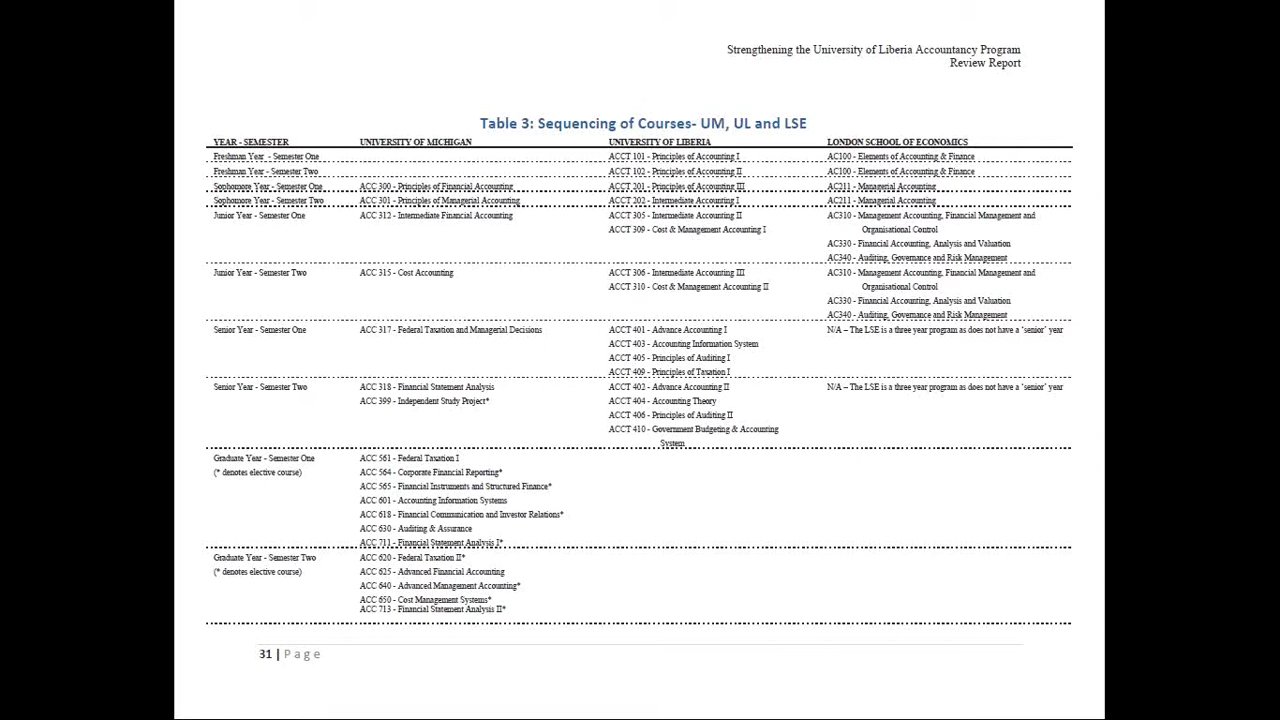 Strengthening the University of Liberia Accountancy Program
Review Report
Table 3: Sequencing of Courses- UM, UL and LSE
YEAR - SEMESTER UNIVERSITY OF MICHIGAN UNIVERSITY OF LIBERIA LONDON SCHOOL OF ECONOMICS
Freshman Year - Semester One ACCT 101 - Principles of Accounting I AC100 - Elements of Accounting & Finance
Freshman Year - Semester Two ACCT 102 - Principles of Accounting II AC100 - Elements of Accounting & Finance
Sophomore Year - Semester One ACC 300 - Principles of Financial Accounting ACCT 201 - Principles of Accounting III AC211 - Managerial Accounting
Sophomore Year - Semester Two ACC 301 - Principles of Managerial Accounting ACCT 202 - Intermediate Accounting I AC211 - Managerial Accounting
Junior Year - Semester One ACC 312 - Intermediate Financial Accounting ACCT 305 - Intermediate Accounting II AC310 - Management Accounting, Financial Management and
ACCT 309 - Cost & Management Accounting I Organisational Control
AC330 - Financial Accounting, Analysis and Valuation
AC340 - Auditing, Governance and Risk Management
Junior Year - Semester Two ACC 315 - Cost Accounting ACCT 306 - Intermediate Accounting III AC310 - Management Accounting, Financial Management and
ACCT 310 - Cost & Management Accounting II Organisational Control
AC330 - Financial Accounting, Analysis and Valuation
AC340 - Auditing, Governance and Risk Management
Senior Year - Semester One ACC 317 - Federal Taxation and Managerial Decisions ACCT 401 - Advance Accounting I N/A – The LSE is a three year program as does not have a 'senior' year
ACCT 403 - Accounting Information System
ACCT 405 - Principles of Auditing I
ACCT 409 - Principles of Taxation I
Senior Year - Semester Two ACC 318 - Financial Statement Analysis ACCT 402 - Advance Accounting II N/A – The LSE is a three year program as does not have a 'senior' year
ACC 399 - Independent Study Project* ACCT 404 - Accounting Theory
ACCT 406 - Principles of Auditing II
ACCT 410 - Government Budgeting & Accounting
System
Graduate Year - Semester One ACC 561 - Federal Taxation I
(* denotes elective course) ACC 564 - Corporate Financial Reporting*
ACC 565 - Financial Instruments and Structured Finance*
ACC 601 - Accounting Information Systems
ACC 618 - Financial Communication and Investor Relations*
ACC 630 - Auditing & Assurance
ACC 711 - Financial Statement Analysis I*
Graduate Year - Semester Two ACC 620 - Federal Taxation II*
(* denotes elective course) ACC 625 - Advanced Financial Accounting
ACC 640 - Advanced Management Accounting*
ACC 650 - Cost Management Systems*
ACC 713 - Financial Statement Analysis II*
31 | Page